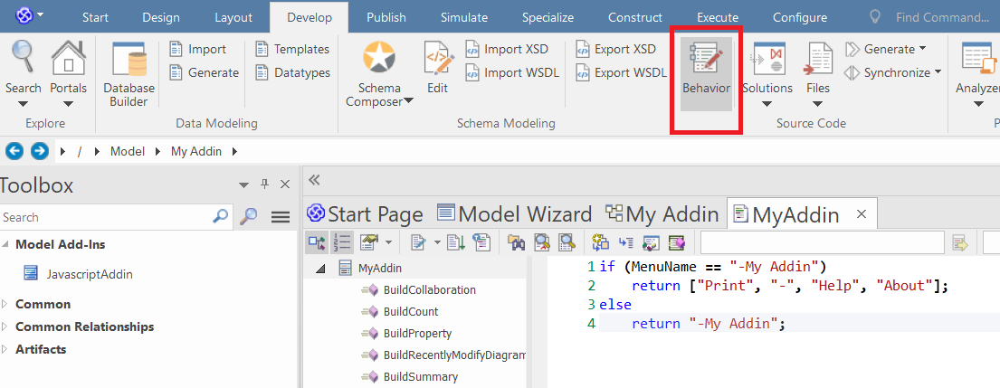 Start Design Layout Develop Publish Simulate Specialize Construct Execute Configure Find Command...
Import Templates Import XSD Export XSD Generate
Generate Datatypes Import WSDL Export WSDL Synchronize
Search Portals Database Builder Schema Composer Edit Behavior Solutions Files Analyzer
Explore Data Modeling Schema Modeling Source Code P
/ Model My Addin
Toolbox
Search
Model Add-Ins
JavascriptAddin
Common
Common Relationships
Artifacts
Start Page Model Wizard My Addin MyAddin
MyAddin
BuildCollaboration
BuildCount
BuildProperty
BuildRecentlyModifyDiagram
BuildSummary
1 if (MenuName == "-My Addin")
2 return ["Print", "-", "Help", "About"];
3 else
4 return "-My Addin";